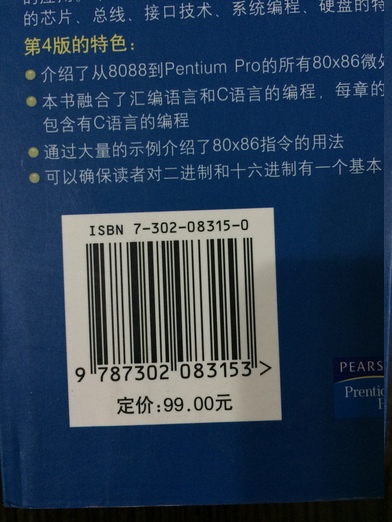 的芯片、总线、接口技术、系统编程、硬盘的特
第4版的特色：
介绍了从8088到Pentium Pro的所有80x86微处
本书融合了汇编语言和C语言的编程，每章的
包含有C语言的编程
通过大量的示例介绍了80x86指令的用法
可以确保读者对二进制和十六进制有一个基本
ISBN 7-302-08315-0
9 787302 083153 >
定价:99.00元
PEARS
Prentic
H